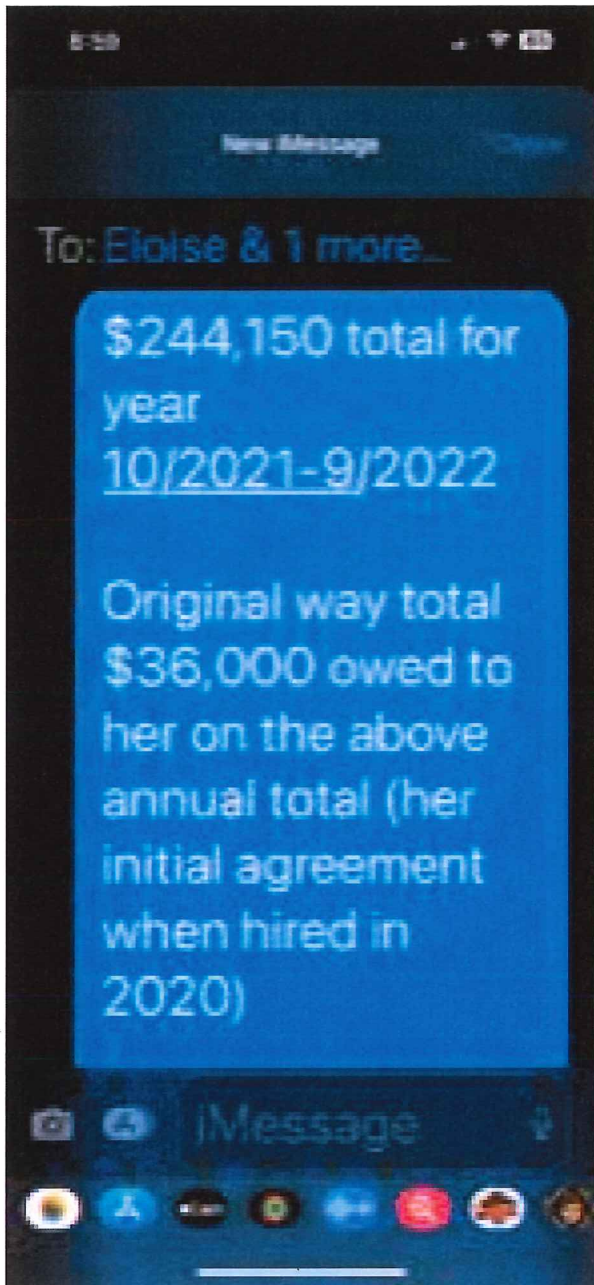 New iMessage
To: Eloise & 1 more...
$244,150 total for
year
10/2021-9/2022
Original way total
$36,000 owed to
her on the above
annual total (her
initial agreement
when hired in
2020)
iMessage